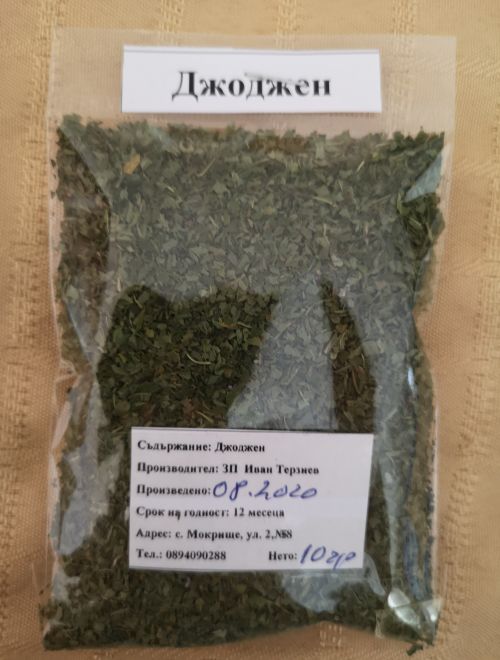 Джоджен
Съдържание: Джоджен
Производител: ЗП Иван Терзиев
Произведено: 08.2020
Срок на годност: 12 месеца
Адрес: с. Мокрище, ул. 2,№8
Тел.: 0894090288 Нето: 10гр